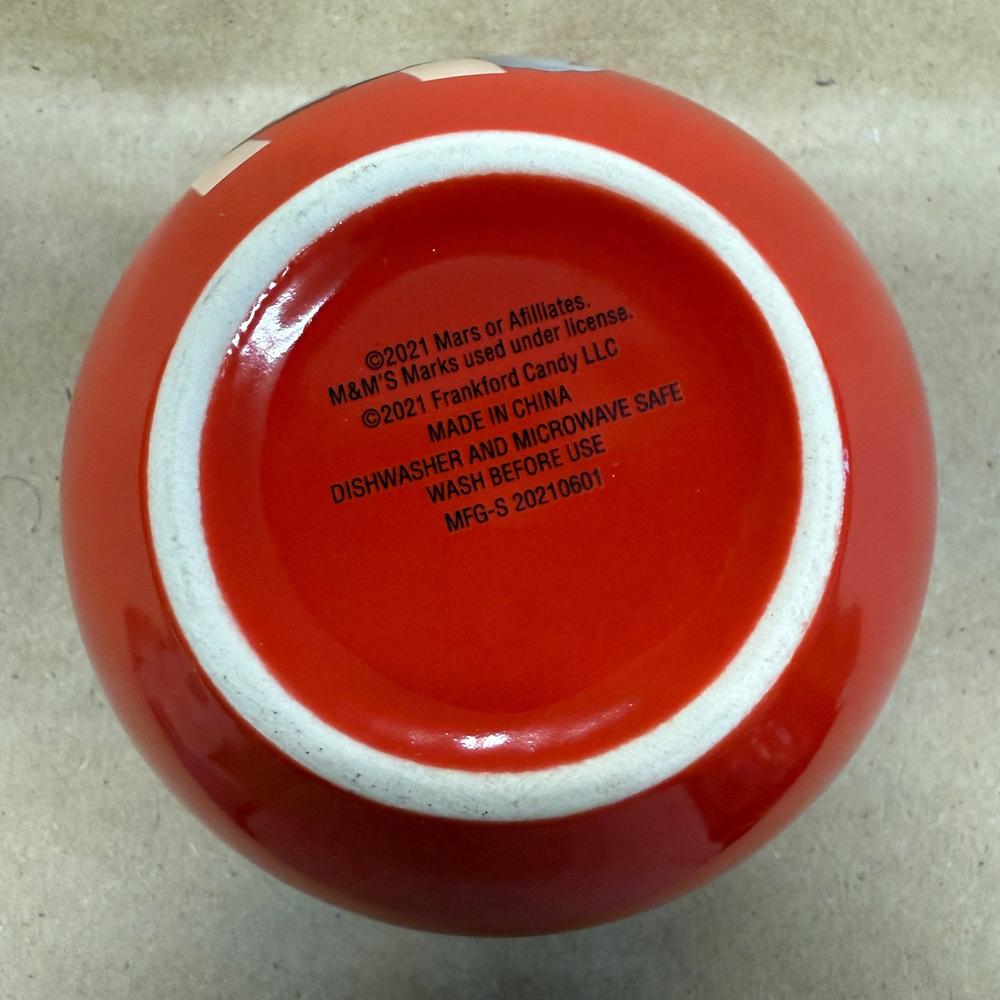 ©2021 Mars or Afilliates.
M&M'S Marks used under license.
©2021 Frankford Candy LLC
MADE IN CHINA
DISHWASHER AND MICROWAVE SAFE
WASH BEFORE USE
MFG-S 20210601